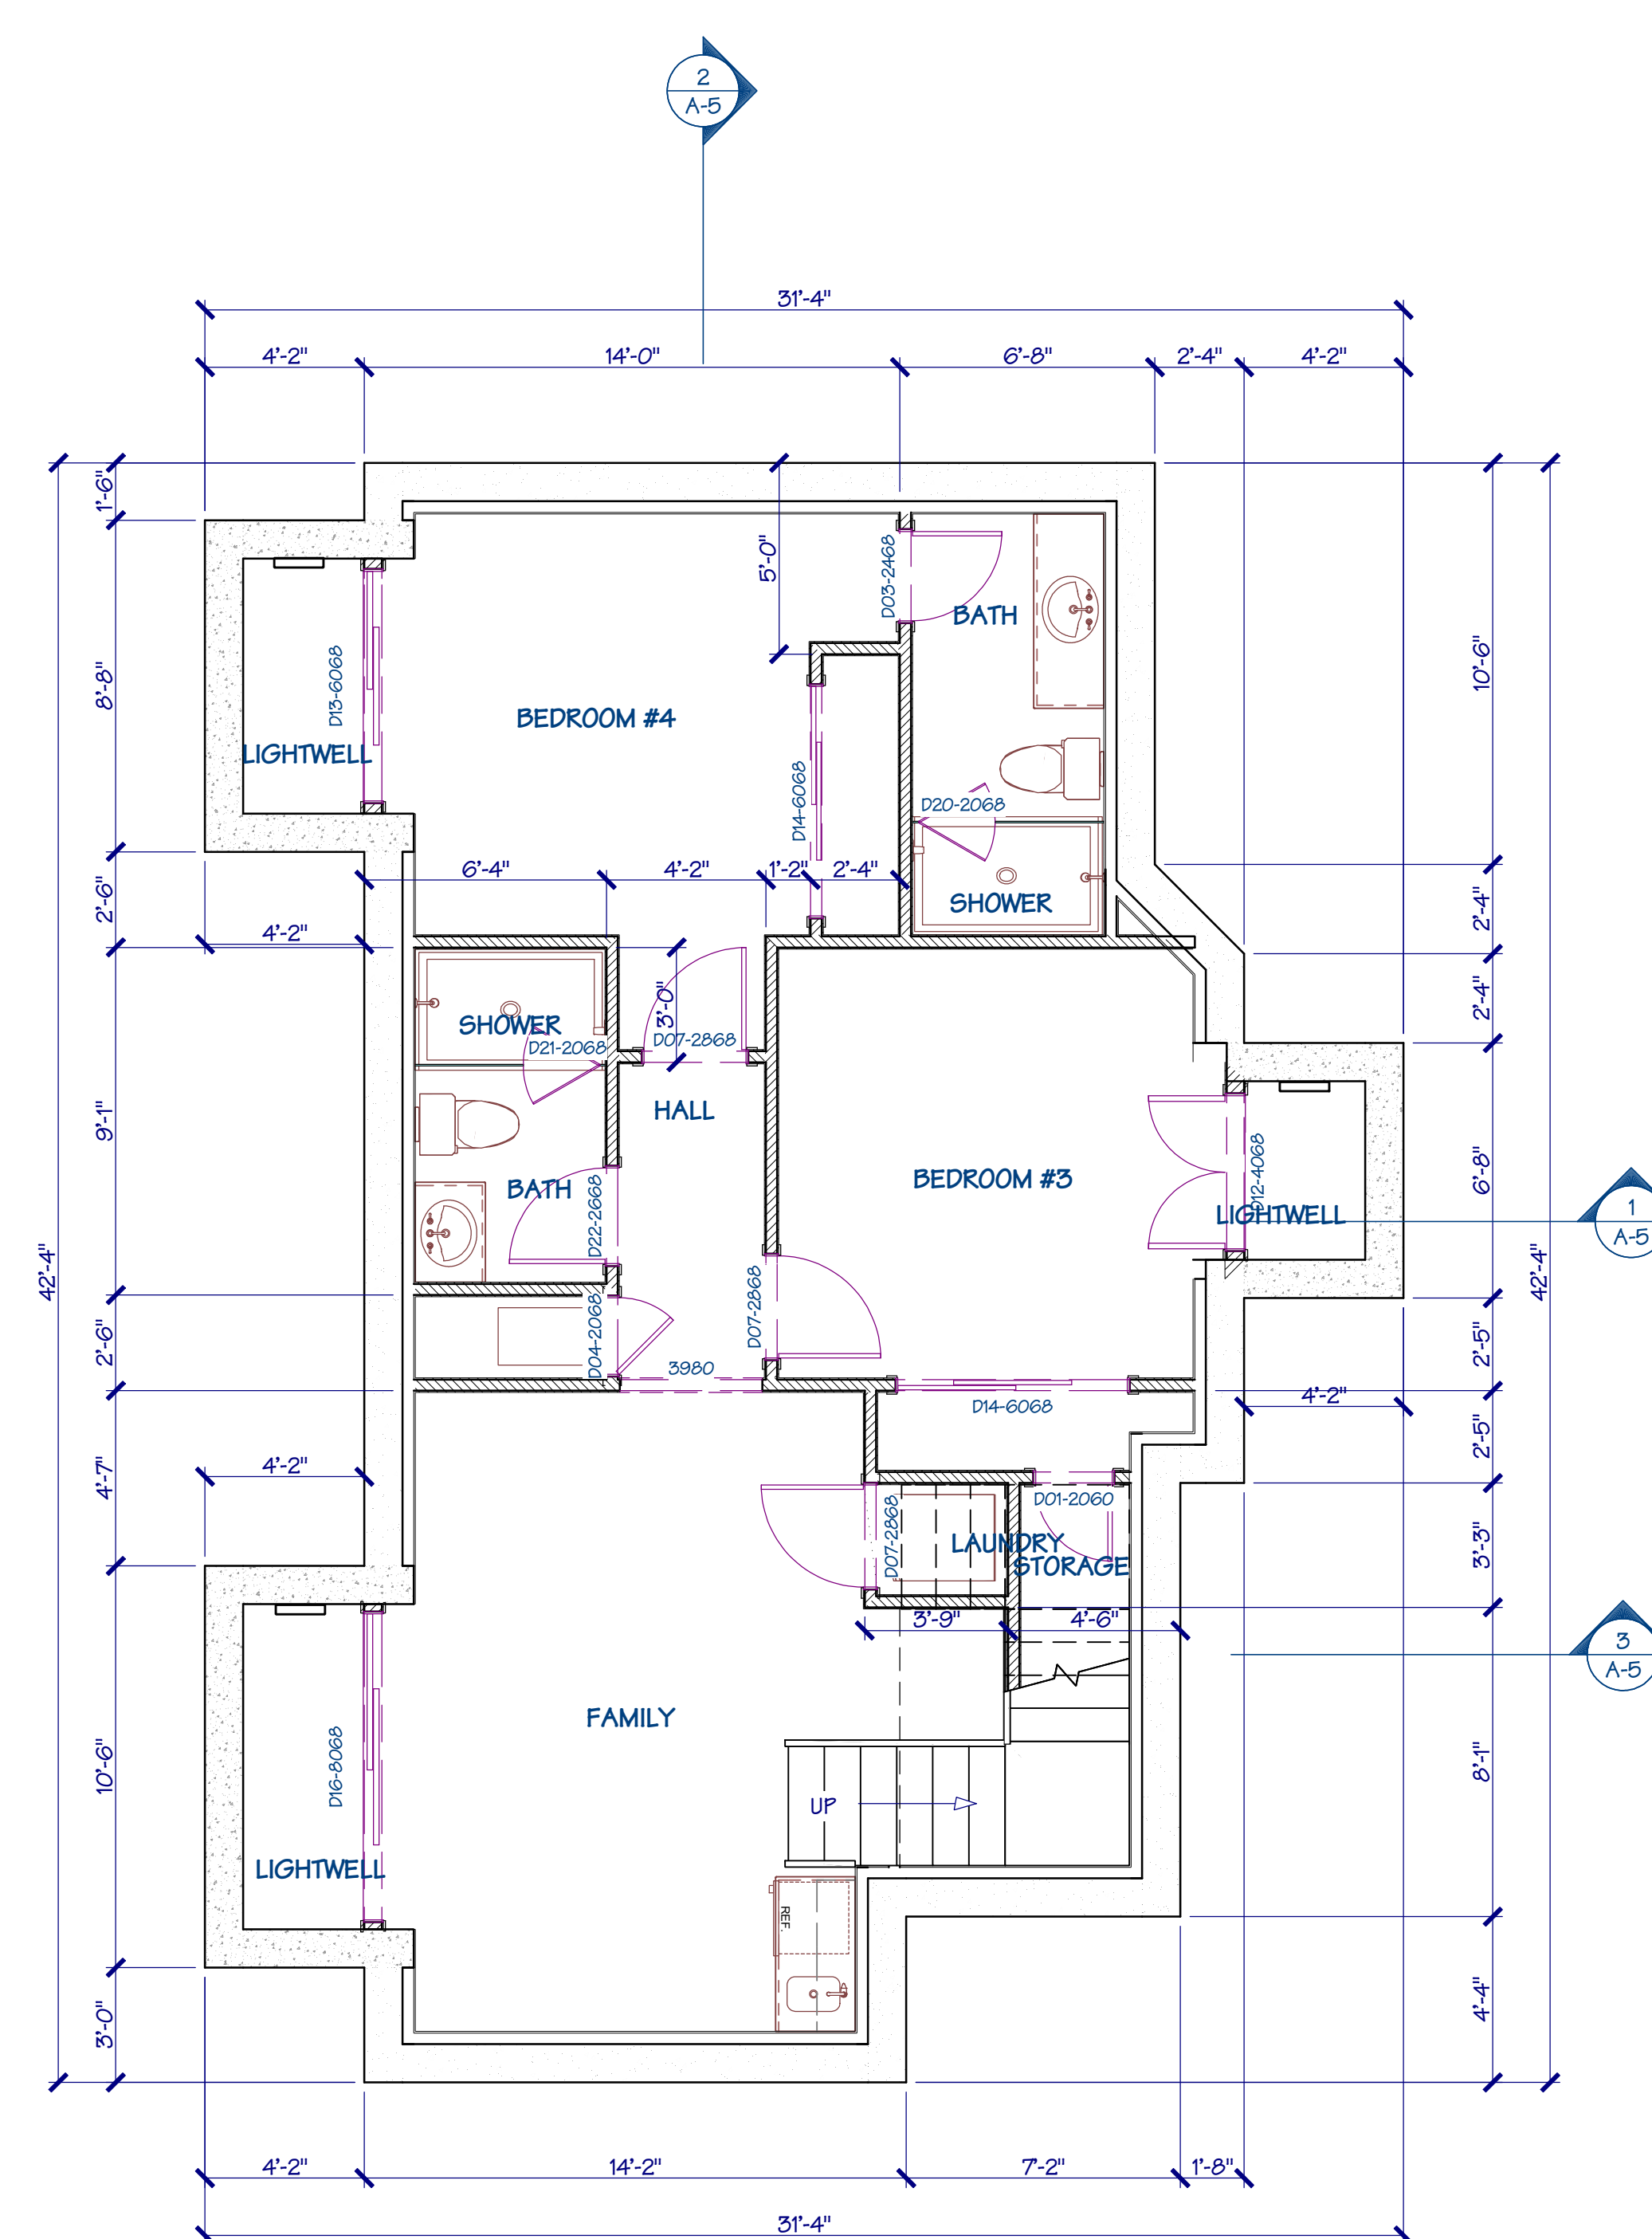 2
A-5
31'-4"
4'-2"
14'-0"
6'-8"
2'-4"
4'-2"
1'-6"
5'-0"
D03-2468
BATH
8'-8"
D13-6068
10'-6"
BEDROOM #4
LIGHTWELL
D14-6068
D20-2068
6'-4"
4'-2"
1'-2"
2'-4"
2'-6"
SHOWER
2'-4"
4'-2"
3'-0"
2'-4"
SHOWER
D21-2068
D07-2868
HALL
9'-1"
BEDROOM #3
D12-4068
6'-8"
BATH
D22-2668
LIGHTWELL
1
A-5
42'-4"
42'-4"
D07-2868
2'-6"
D04-2068
3980
2'-5"
D14-6068
4'-2"
2'-5"
4'-7"
4'-2"
D01-2060
D07-2868
LAUNDRY
STORAGE
3'-3"
3'-9"
4'-6"
3
A-5
FAMILY
10'-6"
D16-8068
8'-1"
UP
LIGHTWELL
REF.
3'-0"
4'-4"
4'-2"
14'-2"
7'-2"
1'-8"
31'-4"